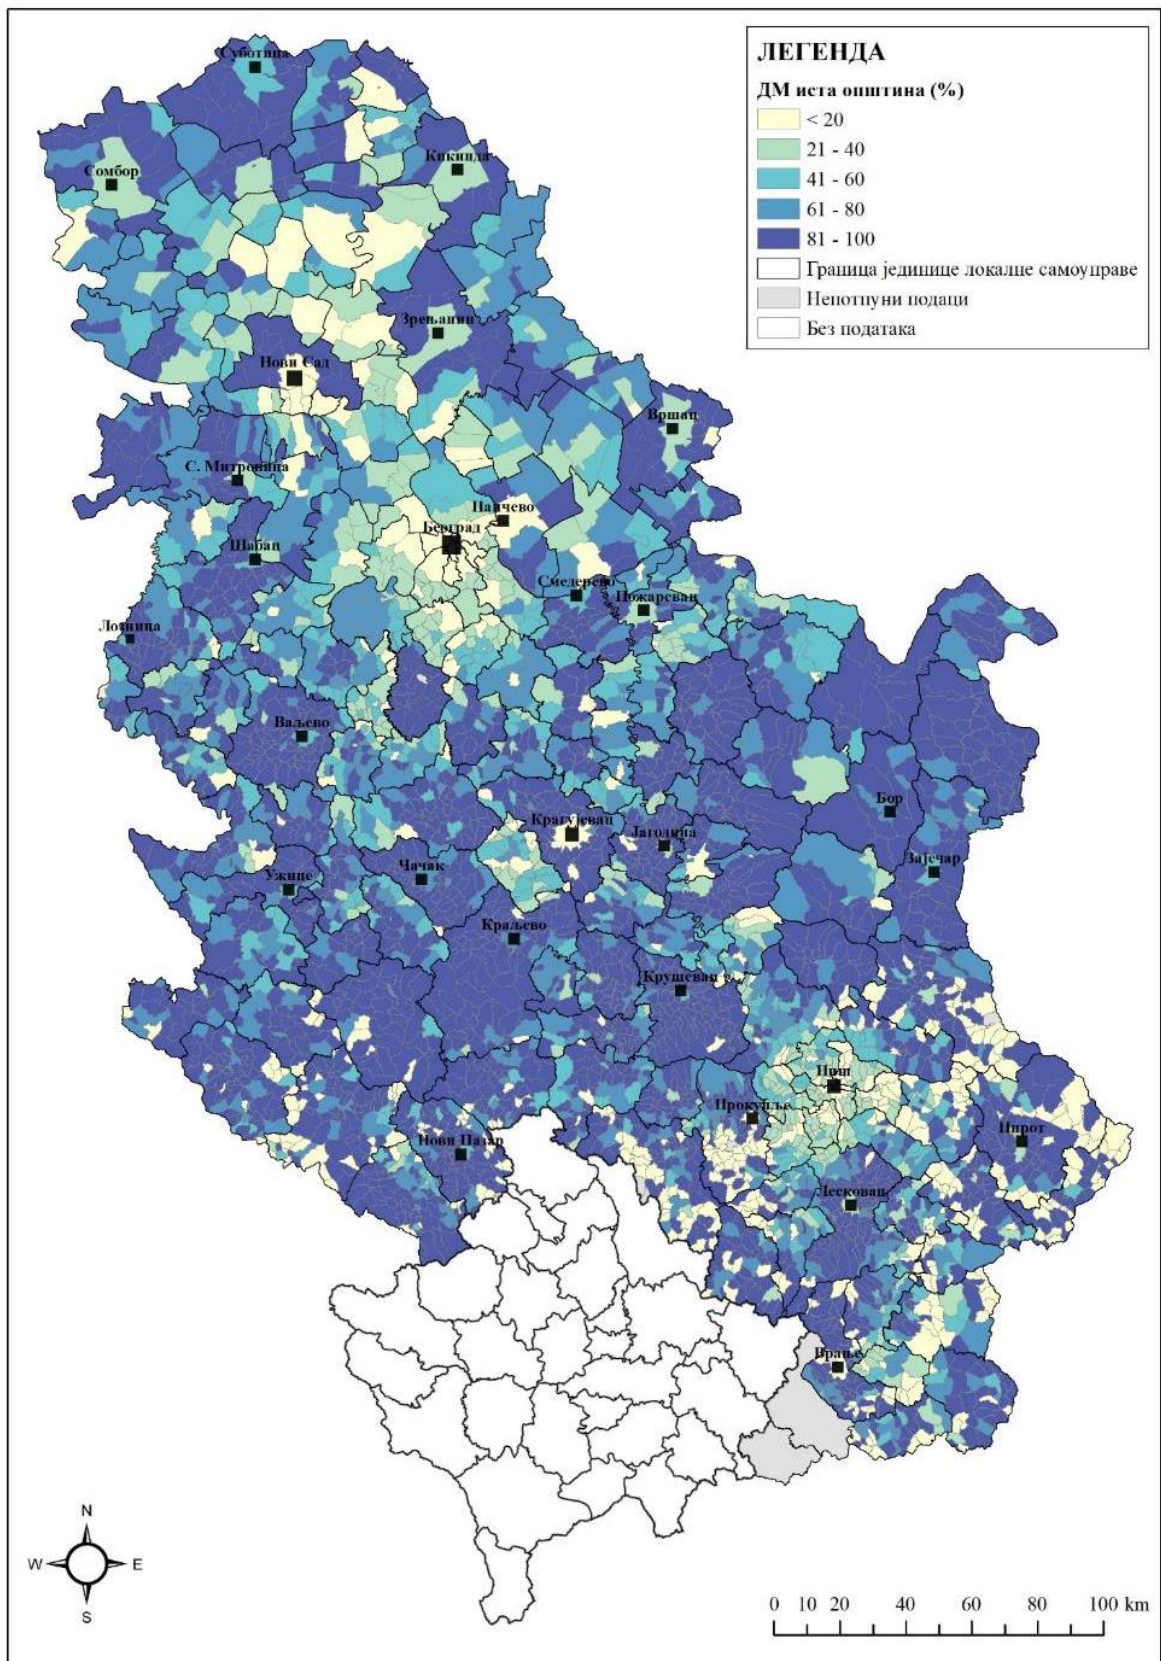 ЛЕГЕНДА
ДМ иста општина (%)
< 20
21 - 40
41 - 60
61 - 80
81 - 100
Граница јединице локалне самоуправе
Непотпуни подаци
Без података
Суботица
Сомбор
Кикинда
Зрењанин
Нови Сад
Вршац
С. Митровица
Панчево
Београд
Шабац
Смедерево
Пожаревац
Лозница
Ваљево
Бор
Крагујевац
Јагодина
Зајечар
Ужице
Чачак
Краљево
Крушевац
Ниш
Прокупље
Пирот
Нови Пазар
Лесковац
Врање
N
W E
S
0 10 20 40 60 80 100 km